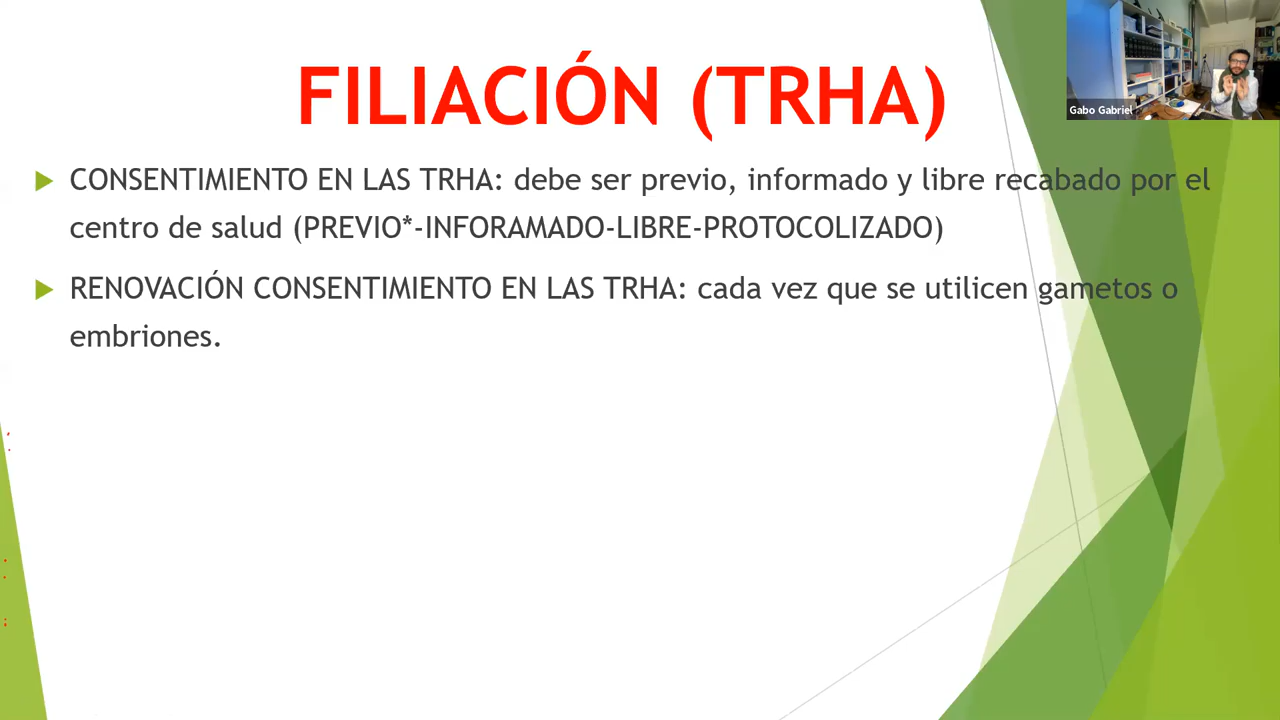 FILIACIÓN (TRHA)
Gabo Gabriel
CONSENTIMIENTO EN LAS TRHA: debe ser previo, informado y libre recabado por el
centro de salud (PREVIO*-INFORAMADO-LIBRE-PROTOCOLIZADO)
RENOVACIÓN CONSENTIMIENTO EN LAS TRHA: cada vez que se utilicen gametos o
embriones.